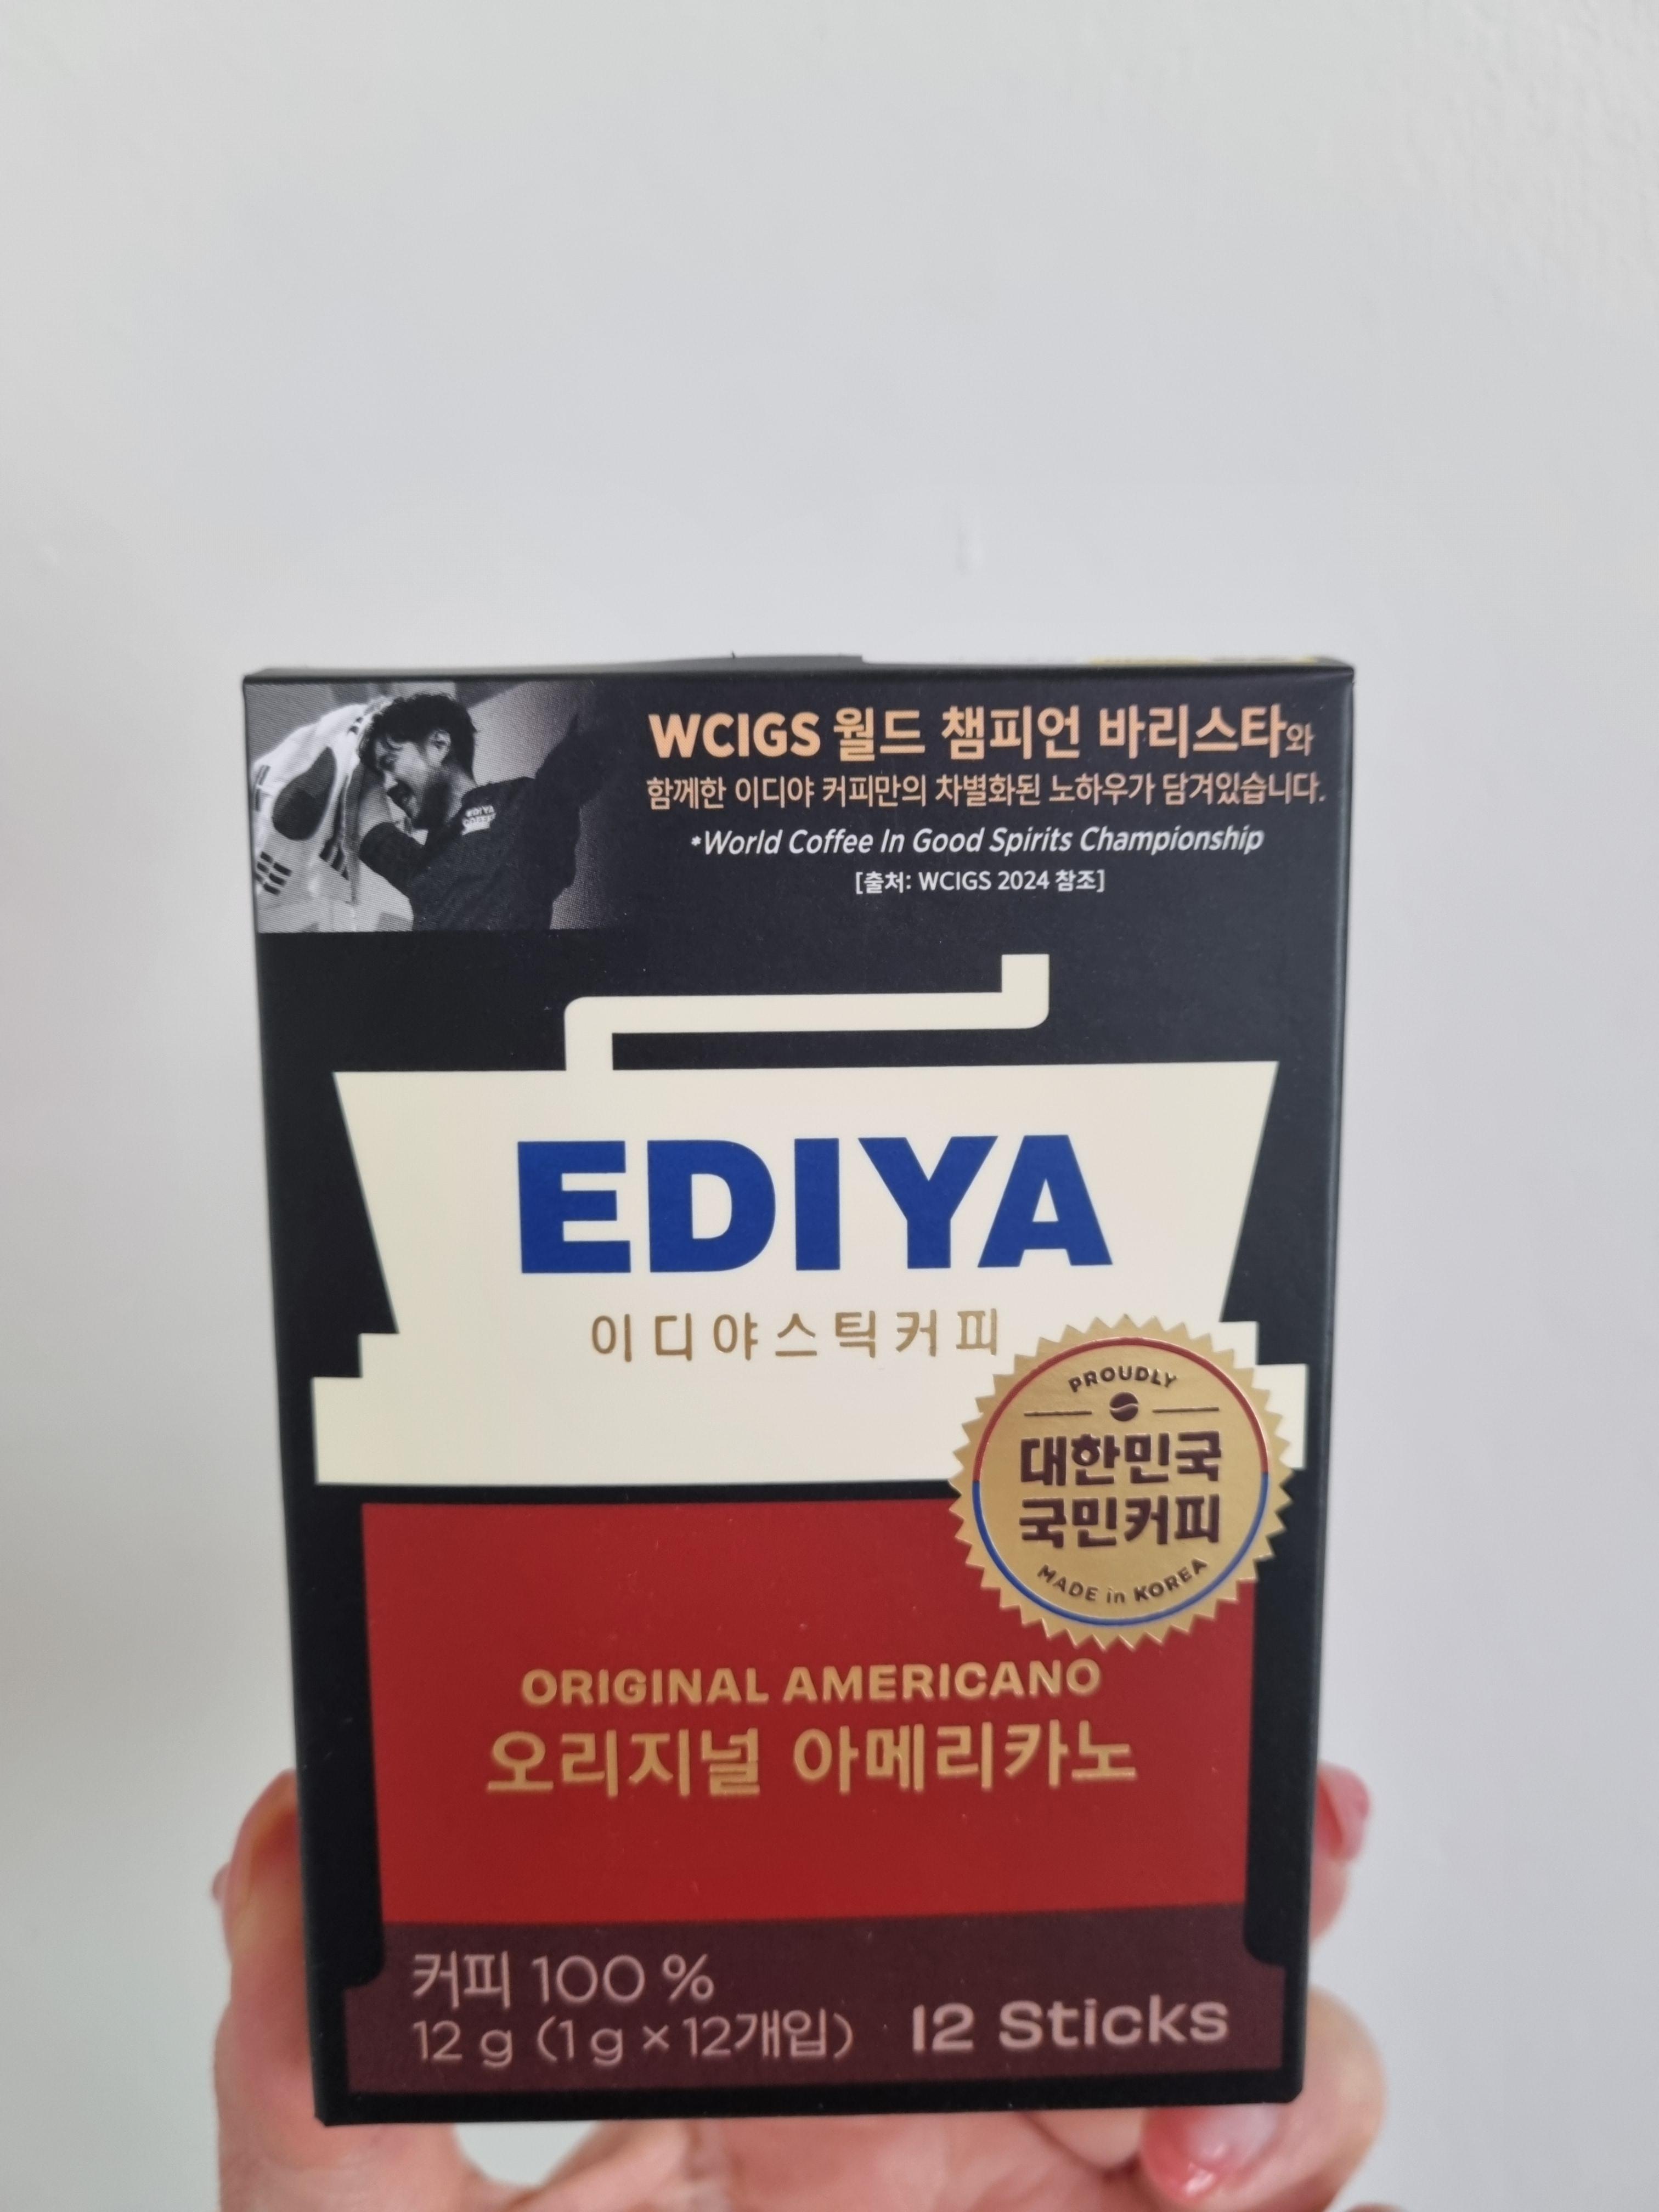 WCIGS 월드 챔피언 바리스타와
함께한 이디야 커피만의 차별화된 노하우가 담겨있습니다.
*World Coffee In Good Spirits Championship
[출처: WCIGS 2024 참조]
EDIYA
이디야스틱커피
PROUDLY
대한민국
국민커피
MADE in KOREA
ORIGINAL AMERICANO
오리지널 아메리카노
커피 100 %
12 g (1 g × 12개입) 12 Sticks